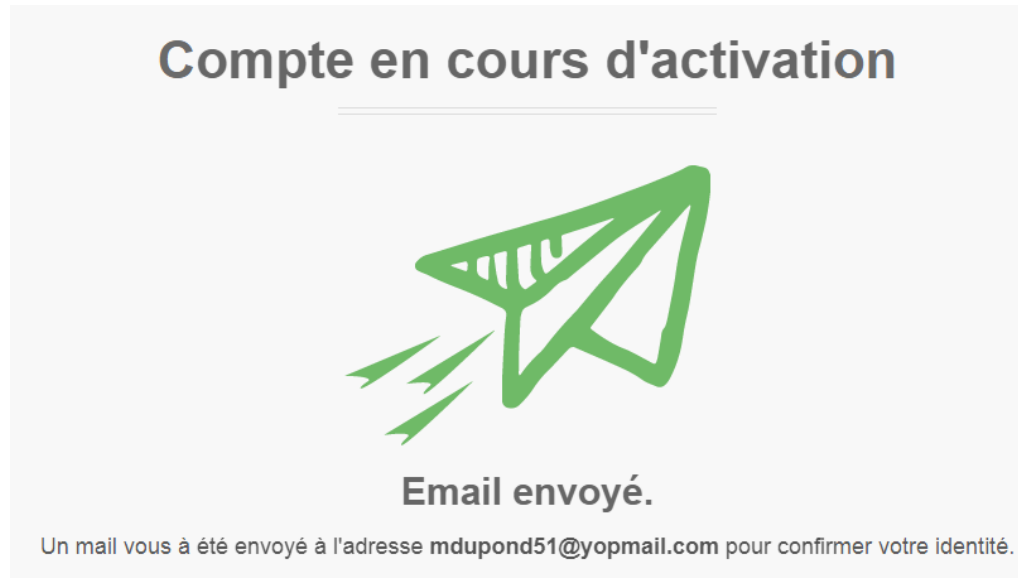 Compte en cours d'activation
Email envoyé.
Un mail vous à été envoyé à l'adresse mdupond51@yopmail.com pour confirmer votre identité.